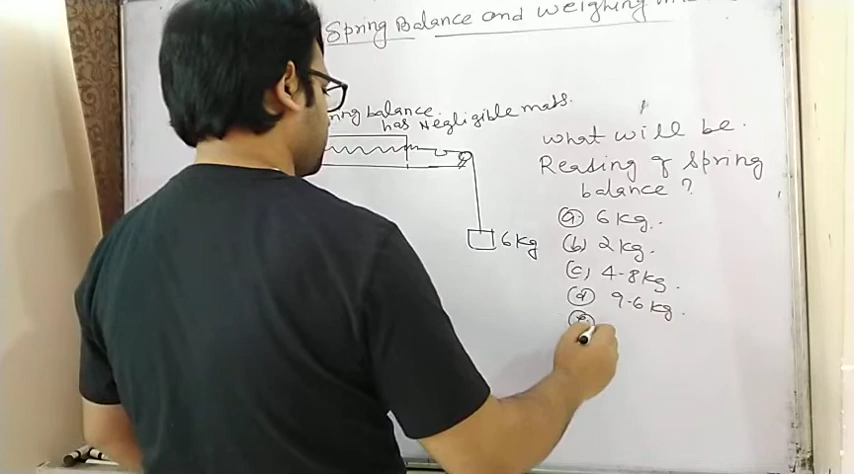 Spring Balance and Weighing
balance
has Negligible mass.
What will be.
Reading of Spring
balance?
(a) 6 kg.
(b) 2 kg.
(c) 4.8 kg.
(d) 9.6 kg.
6 kg